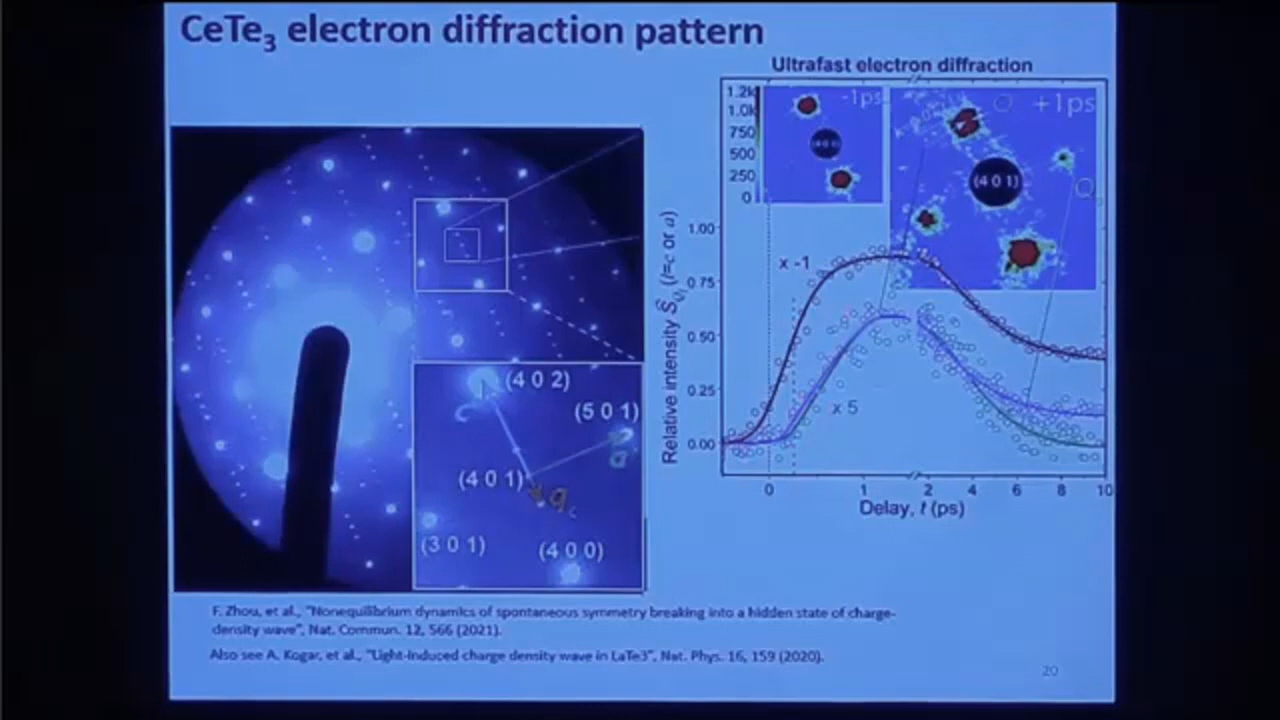 CeTe3 electron diffraction pattern
Ultrafast electron diffraction
1.2k
1.0k
750
500
250
0
-1ps
+1ps
(4 0 1)
1.00
0.75
0.50
0.25
0.00
x -1
x 5
Relative intensity
0 1 2 4 6 8 10
Delay, t (ps)
(4 0 2)
c*
(5 0 1)
a*
(4 0 1)
q c
(3 0 1)
(4 0 0)
F. Zhou, et al., "Nonequilibrium dynamics of spontaneous symmetry breaking into a hidden state of charge-
density wave", Nat. Commun. 12, 566 (2021).
Also see A. Kogar, et al., "Light-induced charge density wave in LaTe3", Nat. Phys. 16, 159 (2020).
20